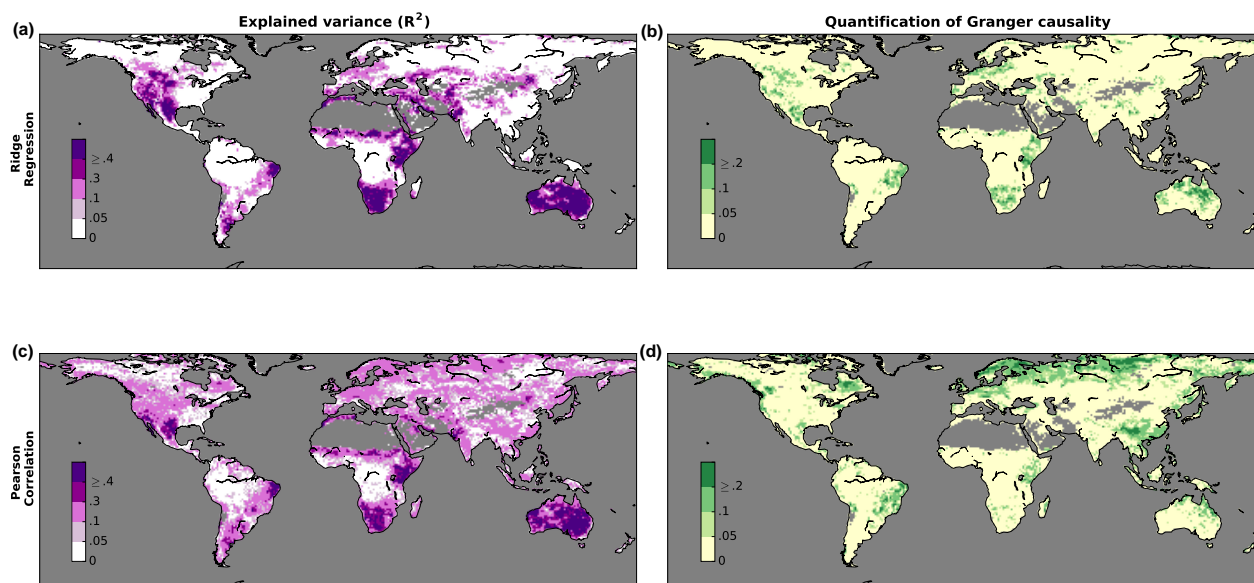 (a)
Explained variance (R²)
(b)
Quantification of Granger causality
Ridge
Regression
≥.4
.3
.1
.05
0
≥.2
.1
.05
0
(c)
(d)
Pearson
Correlation
≥.4
.3
.1
.05
0
≥.2
.1
.05
0